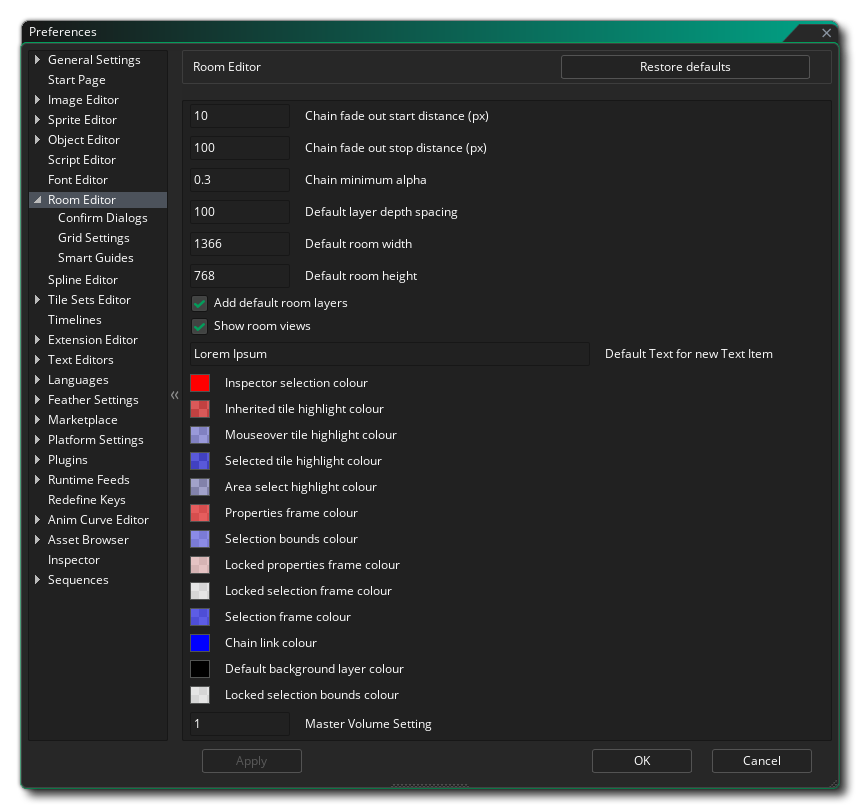 Preferences
General Settings
Start Page
Image Editor
Sprite Editor
Object Editor
Script Editor
Font Editor
Room Editor
Confirm Dialogs
Grid Settings
Smart Guides
Spline Editor
Tile Sets Editor
Timelines
Extension Editor
Text Editors
Languages
Feather Settings
Marketplace
Platform Settings
Plugins
Runtime Feeds
Redefine Keys
Anim Curve Editor
Asset Browser
Inspector
Sequences
Room Editor Restore defaults
10 Chain fade out start distance (px)
100 Chain fade out stop distance (px)
0.3 Chain minimum alpha
100 Default layer depth spacing
1366 Default room width
768 Default room height
Add default room layers
Show room views
Lorem Ipsum Default Text for new Text Item
Inspector selection colour
Inherited tile highlight colour
Mouseover tile highlight colour
Selected tile highlight colour
Area select highlight colour
Properties frame colour
Selection bounds colour
Locked properties frame colour
Locked selection frame colour
Selection frame colour
Chain link colour
Default background layer colour
Locked selection bounds colour
1 Master Volume Setting
Apply OK Cancel